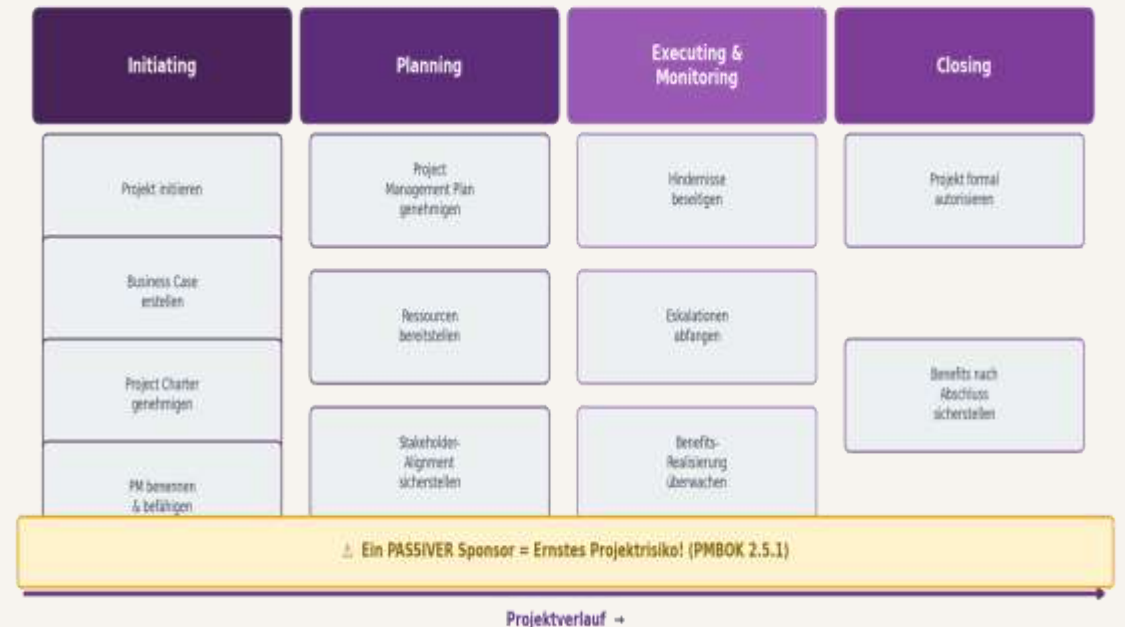 Initiating
Planning
Executing &
Monitoring
Closing
Projekt initiieren
Business Case
erstellen
Project Charter
genehmigen
PM benennen
& befähigen
Project
Management Plan
genehmigen
Ressourcen
bereitstellen
Stakeholder-
Alignment
sicherstellen
Hindernisse
beseitigen
Eskalationen
abfangen
Benefits-
Realisierung
überwachen
Projekt formal
autorisieren
Benefits nach
Abschluss
sicherstellen
⚠ Ein PASSIVER Sponsor = Ernstes Projektrisiko! (PMBOK 2.5.1)
Projektverlauf →